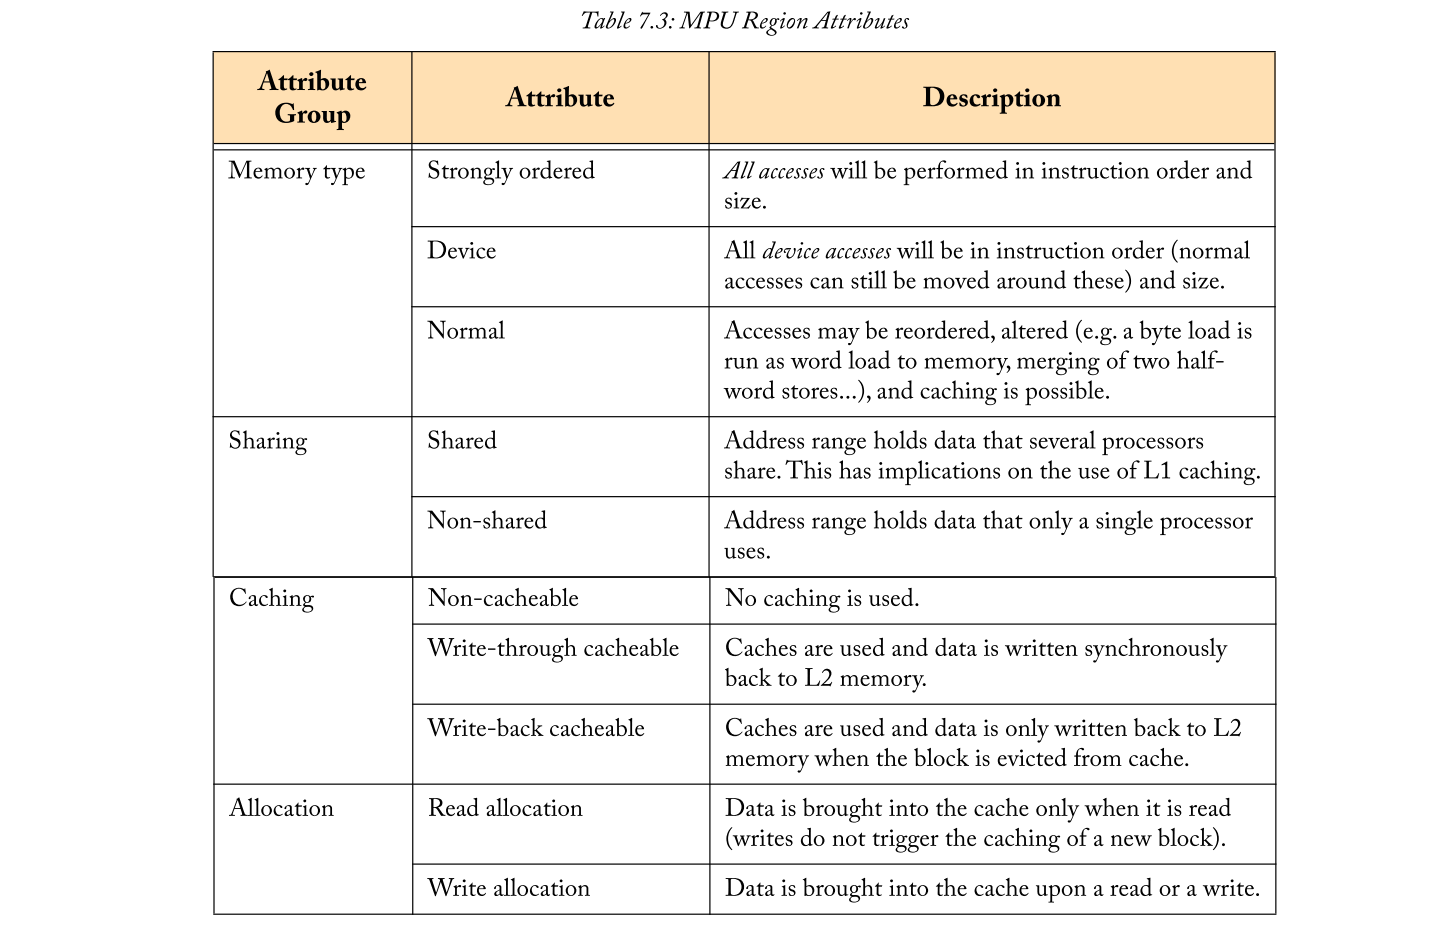 Table 7.3: MPU Region Attributes
Attribute Group
Attribute
Description
Memory type
Strongly ordered
All accesses will be performed in instruction order and
size.
Device
All device accesses will be in instruction order (normal
accesses can still be moved around these) and size.
Normal
Accesses may be reordered, altered (e.g. a byte load is
run as word load to memory, merging of two half-
word stores...), and caching is possible.
Sharing
Shared
Address range holds data that several processors
share. This has implications on the use of L1 caching.
Non-shared
Address range holds data that only a single processor
uses.
Caching
Non-cacheable
No caching is used.
Write-through cacheable
Caches are used and data is written synchronously
back to L2 memory.
Write-back cacheable
Caches are used and data is only written back to L2
memory when the block is evicted from cache.
Allocation
Read allocation
Data is brought into the cache only when it is read
(writes do not trigger the caching of a new block).
Write allocation
Data is brought into the cache upon a read or a write.